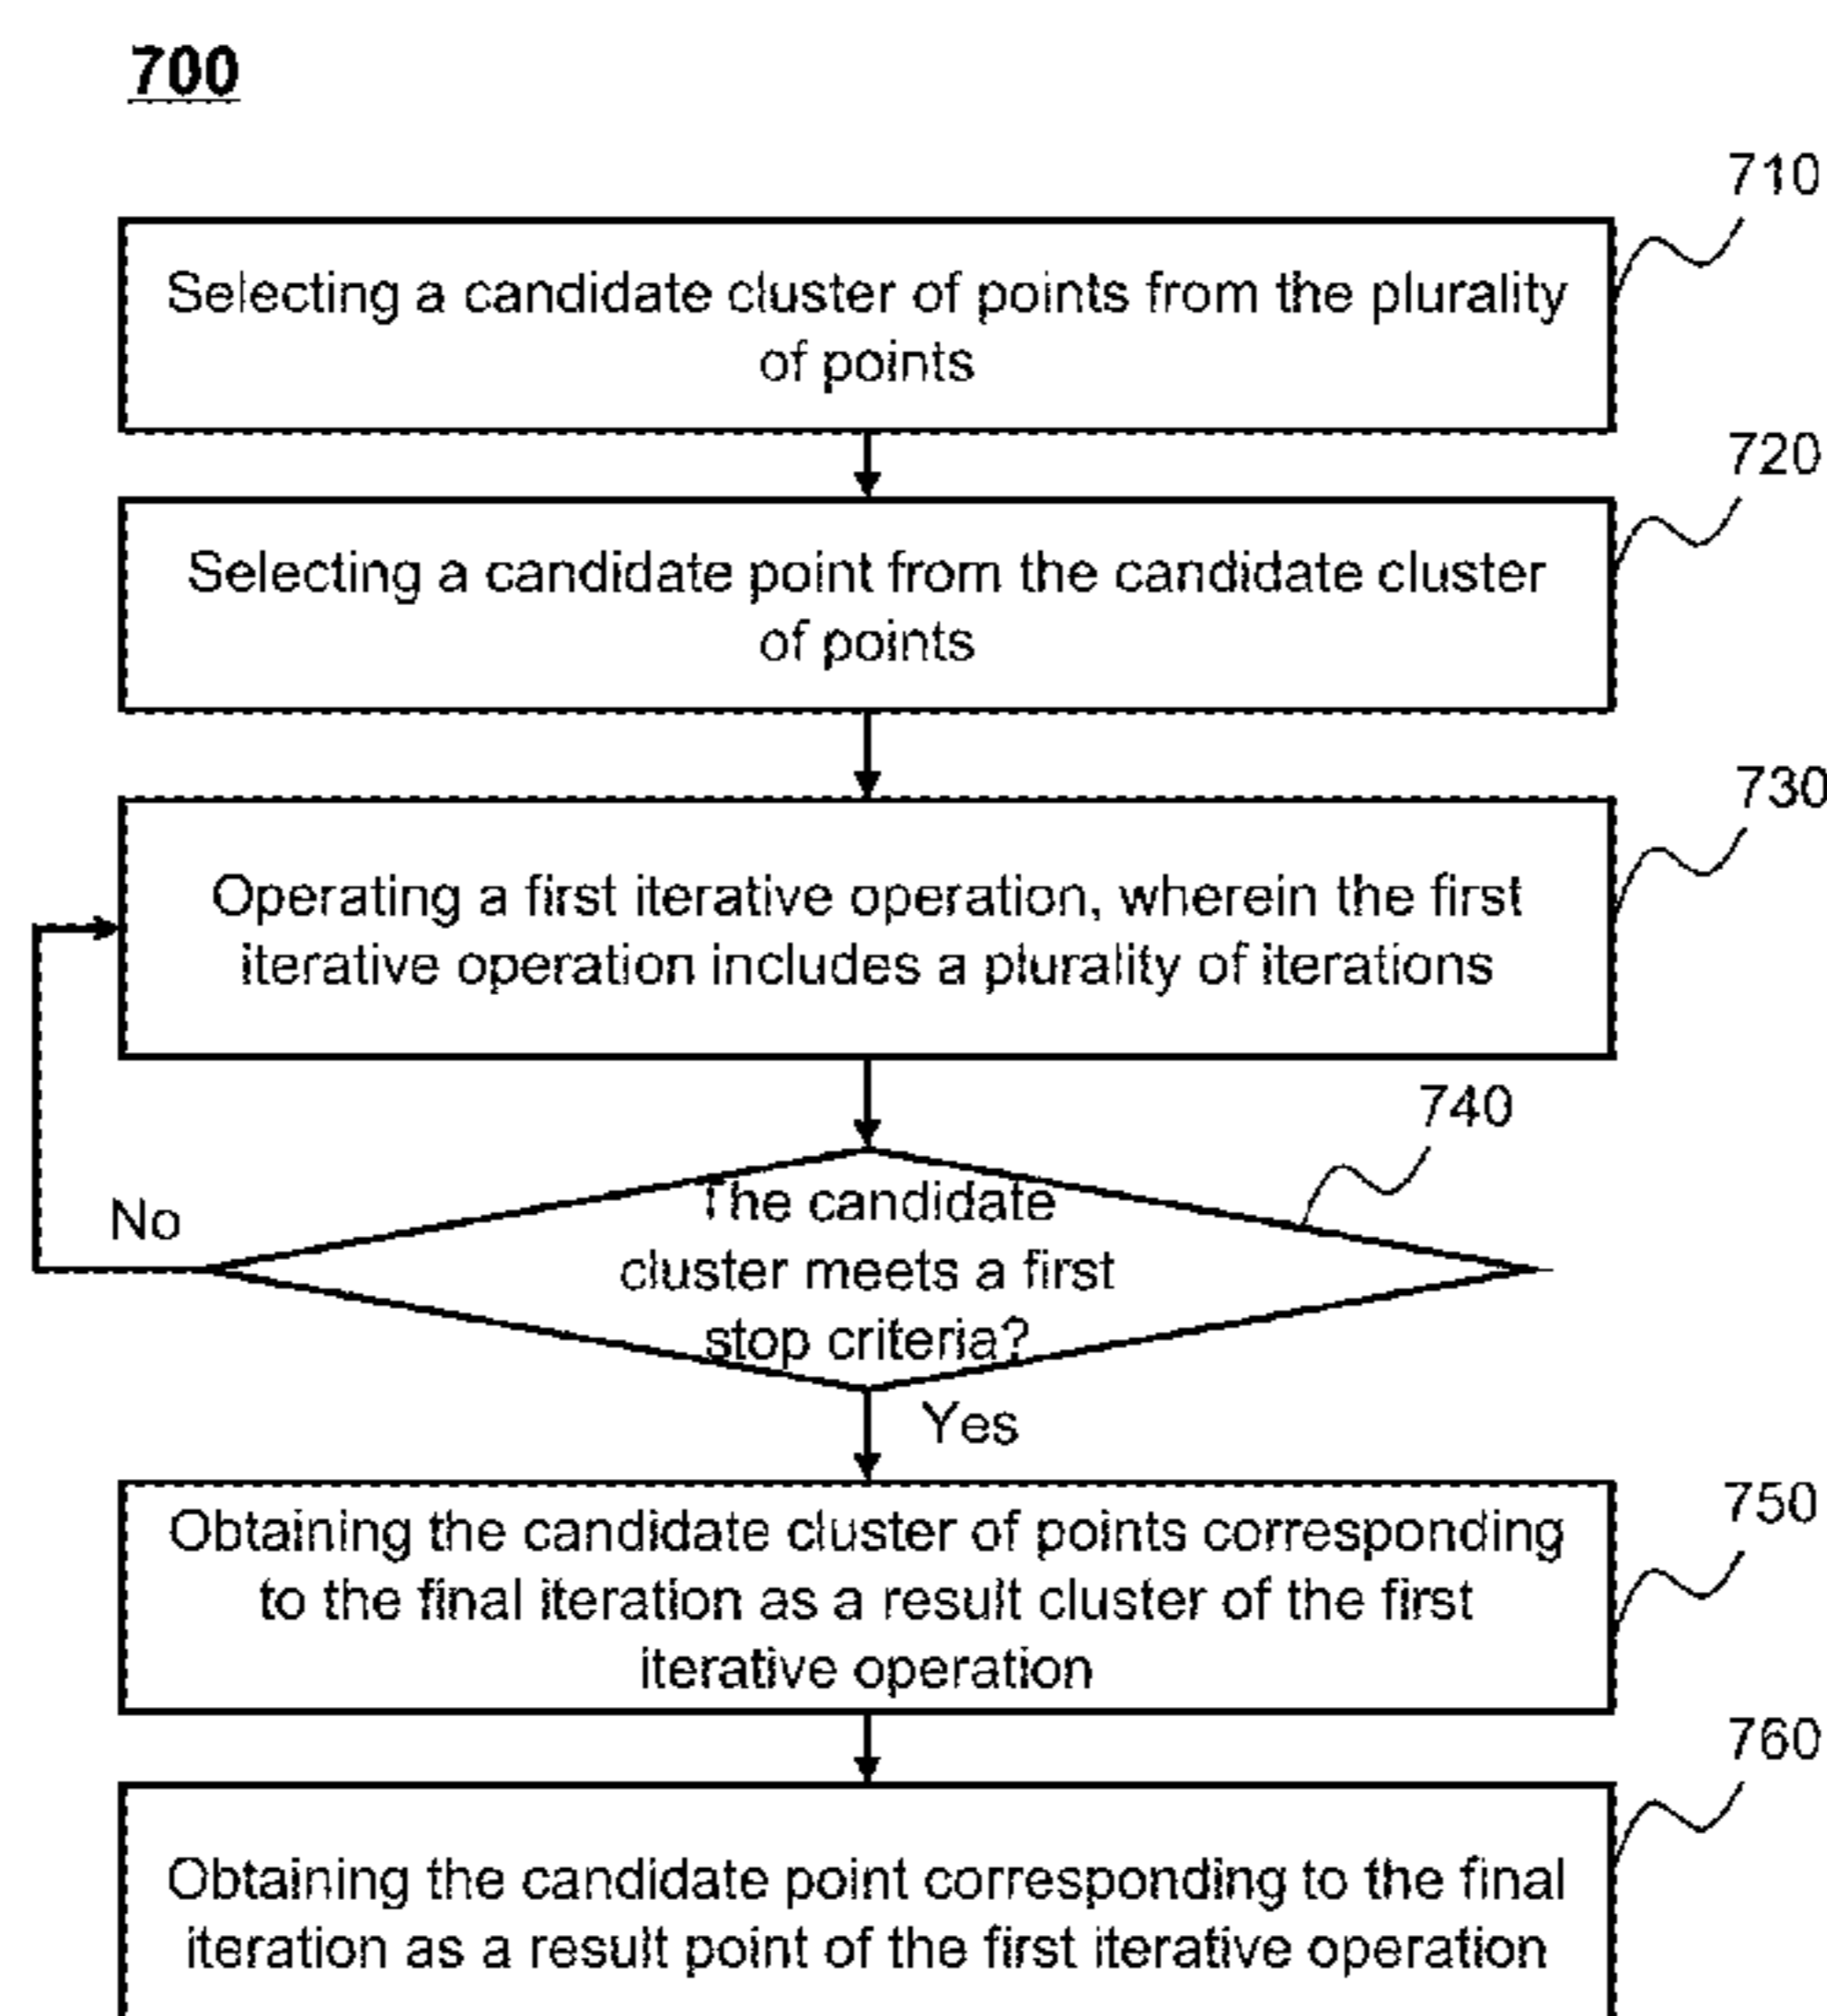 700
710
Selecting a candidate cluster of points from the plurality
of points
720
Selecting a candidate point from the candidate cluster
of points
730
Operating a first iterative operation, wherein the first
iterative operation includes a plurality of iterations
740
No
The candidate
cluster meets a first
stop criteria?
Yes
750
Obtaining the candidate cluster of points corresponding
to the final iteration as a result cluster of the first
iterative operation
760
Obtaining the candidate point corresponding to the final
iteration as a result point of the first iterative operation